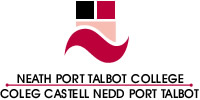 NEATH PORT TALBOT COLLEGE
COLEG CASTELL NEDD PORT TALBOT